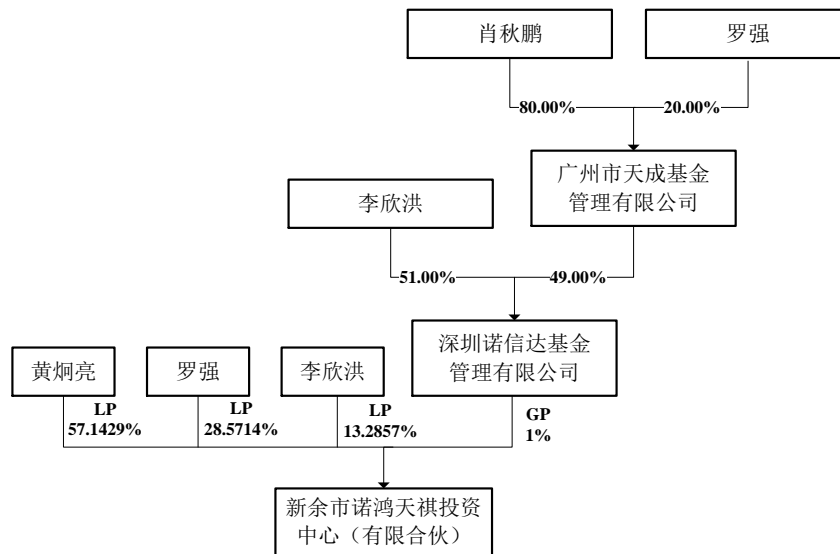 肖秋鹏
罗强
80.00%
20.00%
广州市天成基金
管理有限公司
李欣洪
51.00%
49.00%
深圳诺信达基金
管理有限公司
黄炯亮
罗强
李欣洪
LP
57.1429%
LP
28.5714%
LP
13.2857%
GP
1%
新余市诺鸿天祺投资
中心（有限合伙）